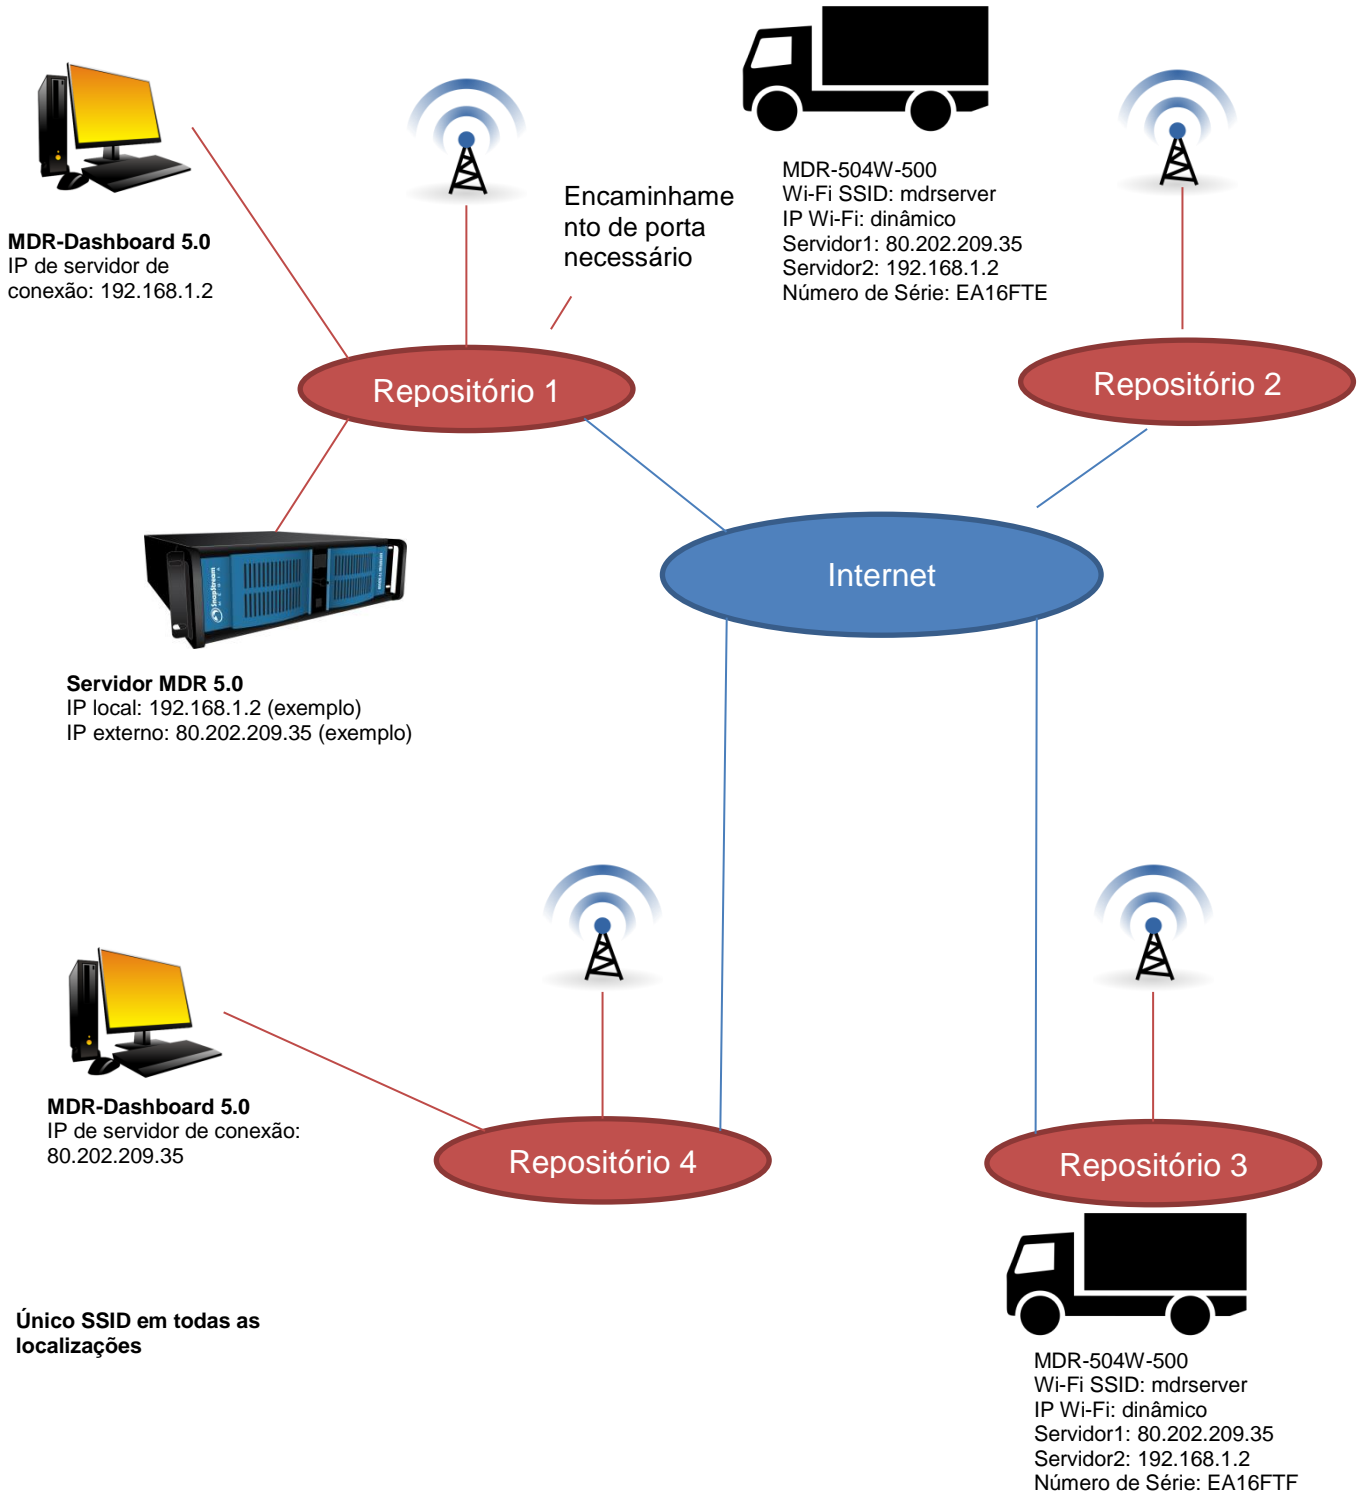 MDR-504W-500
Wi-Fi SSID: mdrserver
IP Wi-Fi: dinâmico
Servidor1: 80.202.209.35
Servidor2: 192.168.1.2
Número de Série: EA16FTE
Encaminhame
nto de porta
necessário
MDR-Dashboard 5.0
IP de servidor de
conexão: 192.168.1.2
Repositório 1
Repositório 2
Internet
SnapStream
Servidor MDR 5.0
IP local: 192.168.1.2 (exemplo)
IP externo: 80.202.209.35 (exemplo)
MDR-Dashboard 5.0
IP de servidor de conexão:
80.202.209.35
Repositório 4
Repositório 3
Único SSID em todas as
localizações
MDR-504W-500
Wi-Fi SSID: mdrserver
IP Wi-Fi: dinâmico
Servidor1: 80.202.209.35
Servidor2: 192.168.1.2
Número de Série: EA16FTF